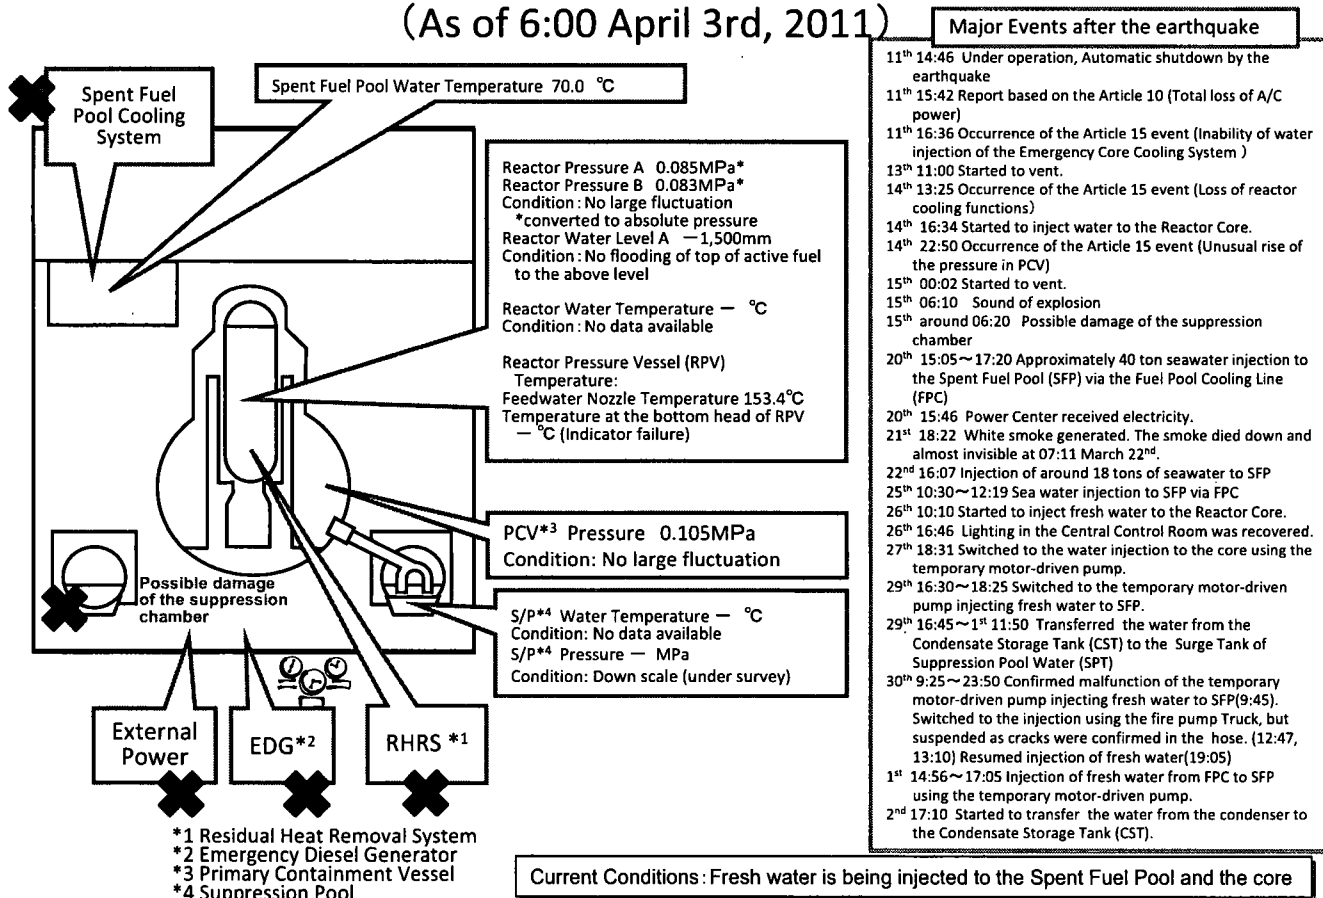 (As of 6:00 April 3rd, 2011)
Spent Fuel
Pool Cooling
System
Spent Fuel Pool Water Temperature 70.0 ℃
Reactor Pressure A 0.085MPa*
Reactor Pressure B 0.083MPa*
Condition : No large fluctuation
*converted to absolute pressure
Reactor Water Level A －1,500mm
Condition : No flooding of top of active fuel
to the above level
Reactor Water Temperature － ℃
Condition : No data available
Reactor Pressure Vessel (RPV)
Temperature:
Feedwater Nozzle Temperature 153.4℃
Temperature at the bottom head of RPV
－ ℃ (Indicator failure)
PCV*3 Pressure 0.105MPa
Condition: No large fluctuation
S/P*4 Water Temperature － ℃
Condition: No data available
S/P*4 Pressure － MPa
Condition: Down scale (under survey)
Possible damage
of the suppression
chamber
External
Power
EDG*2
RHRS *1
*1 Residual Heat Removal System
*2 Emergency Diesel Generator
*3 Primary Containment Vessel
*4 Suppression Pool
Major Events after the earthquake
11th 14:46 Under operation, Automatic shutdown by the
earthquake
11th 15:42 Report based on the Article 10 (Total loss of A/C
power)
11th 16:36 Occurrence of the Article 15 event (Inability of water
injection of the Emergency Core Cooling System )
13th 11:00 Started to vent.
14th 13:25 Occurrence of the Article 15 event (Loss of reactor
cooling functions)
14th 16:34 Started to inject water to the Reactor Core.
14th 22:50 Occurrence of the Article 15 event (Unusual rise of
the pressure in PCV)
15th 00:02 Started to vent.
15th 06:10 Sound of explosion
15th around 06:20 Possible damage of the suppression
chamber
20th 15:05～17:20 Approximately 40 ton seawater injection to
the Spent Fuel Pool (SFP) via the Fuel Pool Cooling Line
(FPC)
20th 15:46 Power Center received electricity.
21st 18:22 White smoke generated. The smoke died down and
almost invisible at 07:11 March 22nd.
22nd 16:07 Injection of around 18 tons of seawater to SFP
25th 10:30～12:19 Sea water injection to SFP via FPC
26th 10:10 Started to inject fresh water to the Reactor Core.
26th 16:46 Lighting in the Central Control Room was recovered.
27th 18:31 Switched to the water injection to the core using the
temporary motor-driven pump.
29th 16:30～18:25 Switched to the temporary motor-driven
pump injecting fresh water to SFP.
29th 16:45～1st 11:50 Transferred the water from the
Condensate Storage Tank (CST) to the Surge Tank of
Suppression Pool Water (SPT)
30th 9:25～23:50 Confirmed malfunction of the temporary
motor-driven pump injecting fresh water to SFP(9:45).
Switched to the injection using the fire pump Truck, but
suspended as cracks were confirmed in the hose. (12:47,
13:10) Resumed injection of fresh water(19:05)
1st 14:56～17:05 Injection of fresh water from FPC to SFP
using the temporary motor-driven pump.
2nd 17:10 Started to transfer the water from the condenser to
the Condensate Storage Tank (CST).
Current Conditions : Fresh water is being injected to the Spent Fuel Pool and the core